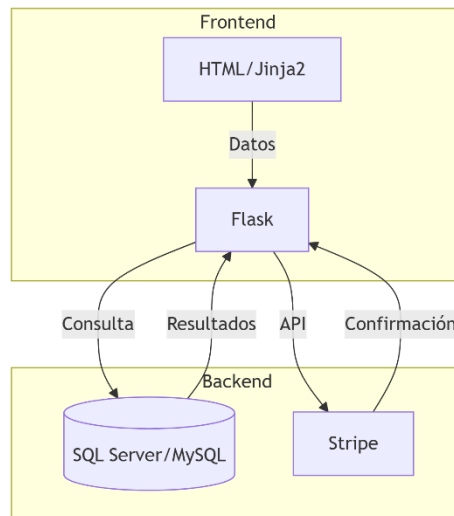 Frontend
HTML/Jinja2
Datos
Flask
Consulta
Resultados
API
Confirmación
Backend
SQL Server/MySQL
Stripe